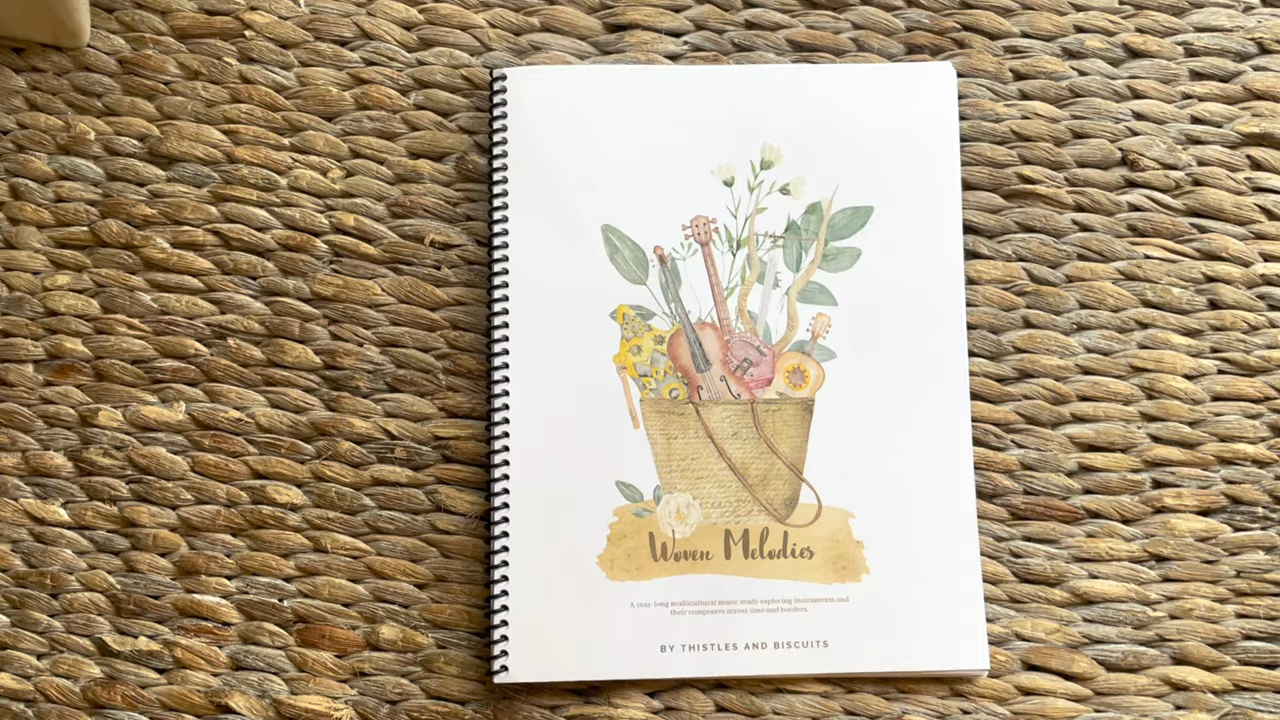 Woven Melodies
A year-long multicultural music study exploring instruments and
their composers across time and borders.
BY THISTLES AND BISCUITS